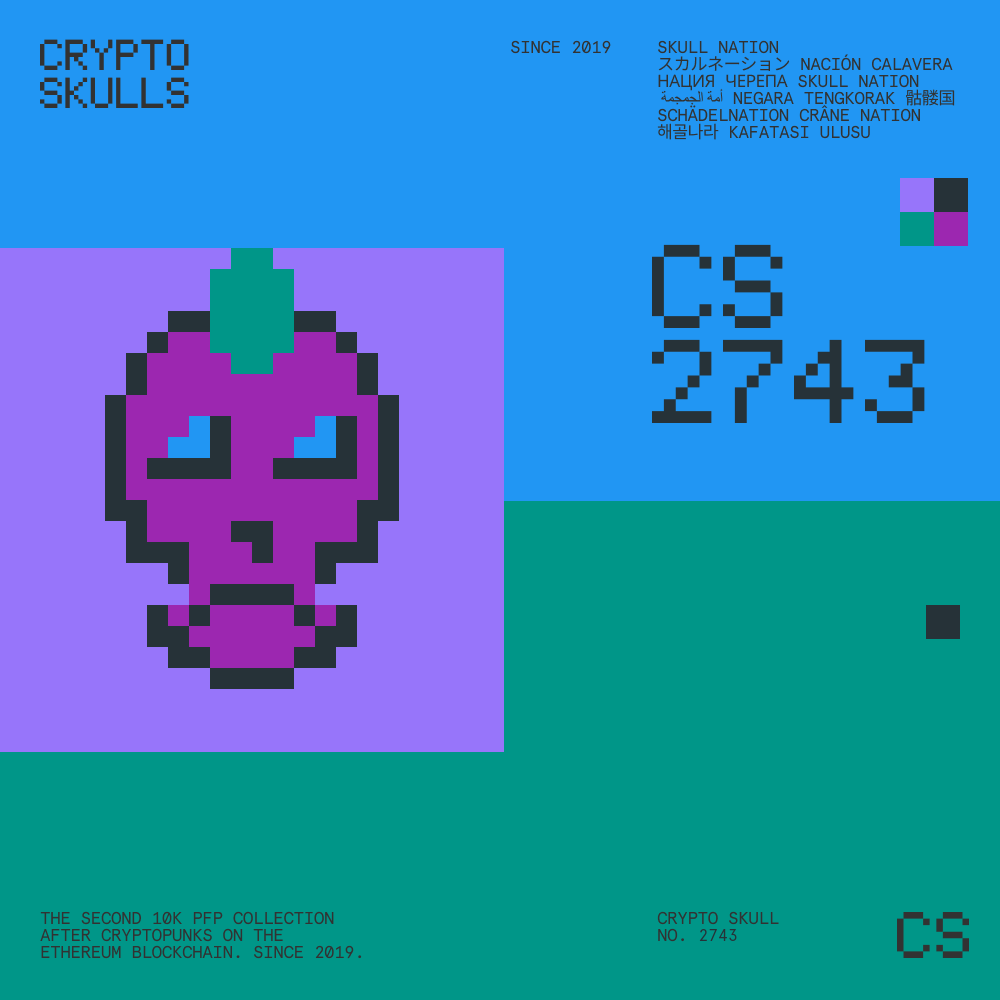 CRYPTO
SKULLS
SINCE 2019
SKULL NATION
スカルネーション NACIÓN CALAVERA
НАЦИЯ ЧЕРЕПА SKULL NATION
أمة الجمجمة NEGARA TENGKORAK 骷髅国
SCHÄDELNATION CRÂNE NATION
해골나라 KAFATASI ULUSU
CS
2743
THE SECOND 10K PFP COLLECTION
AFTER CRYPTOPUNKS ON THE
ETHEREUM BLOCKCHAIN. SINCE 2019.
CRYPTO SKULL
NO. 2743
CS